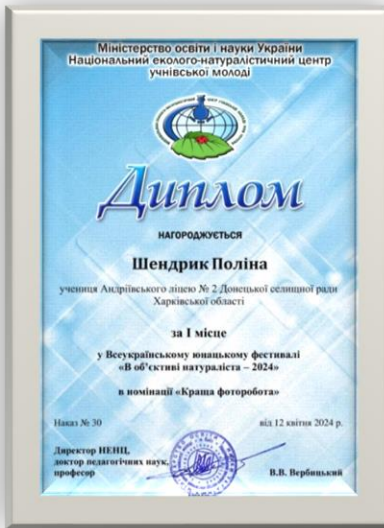 Міністерство освіти і науки України
Національний еколого-натуралістичний центр
учнівської молоді
Диплом
НАГОРОДЖУЄТЬСЯ
Шендрик Поліна
учениця Андріївського ліцею № 2 Донецької селищної ради
Харківської області
за І місце
у Всеукраїнському юнацькому фестивалі
«В об’єктиві натураліста – 2024»
в номінації «Краща фоторобота»
Наказ № 30 від 12 квітня 2024 р.
Директор НЕНЦ,
доктор педагогічних наук,
професор В.В. Вербицький